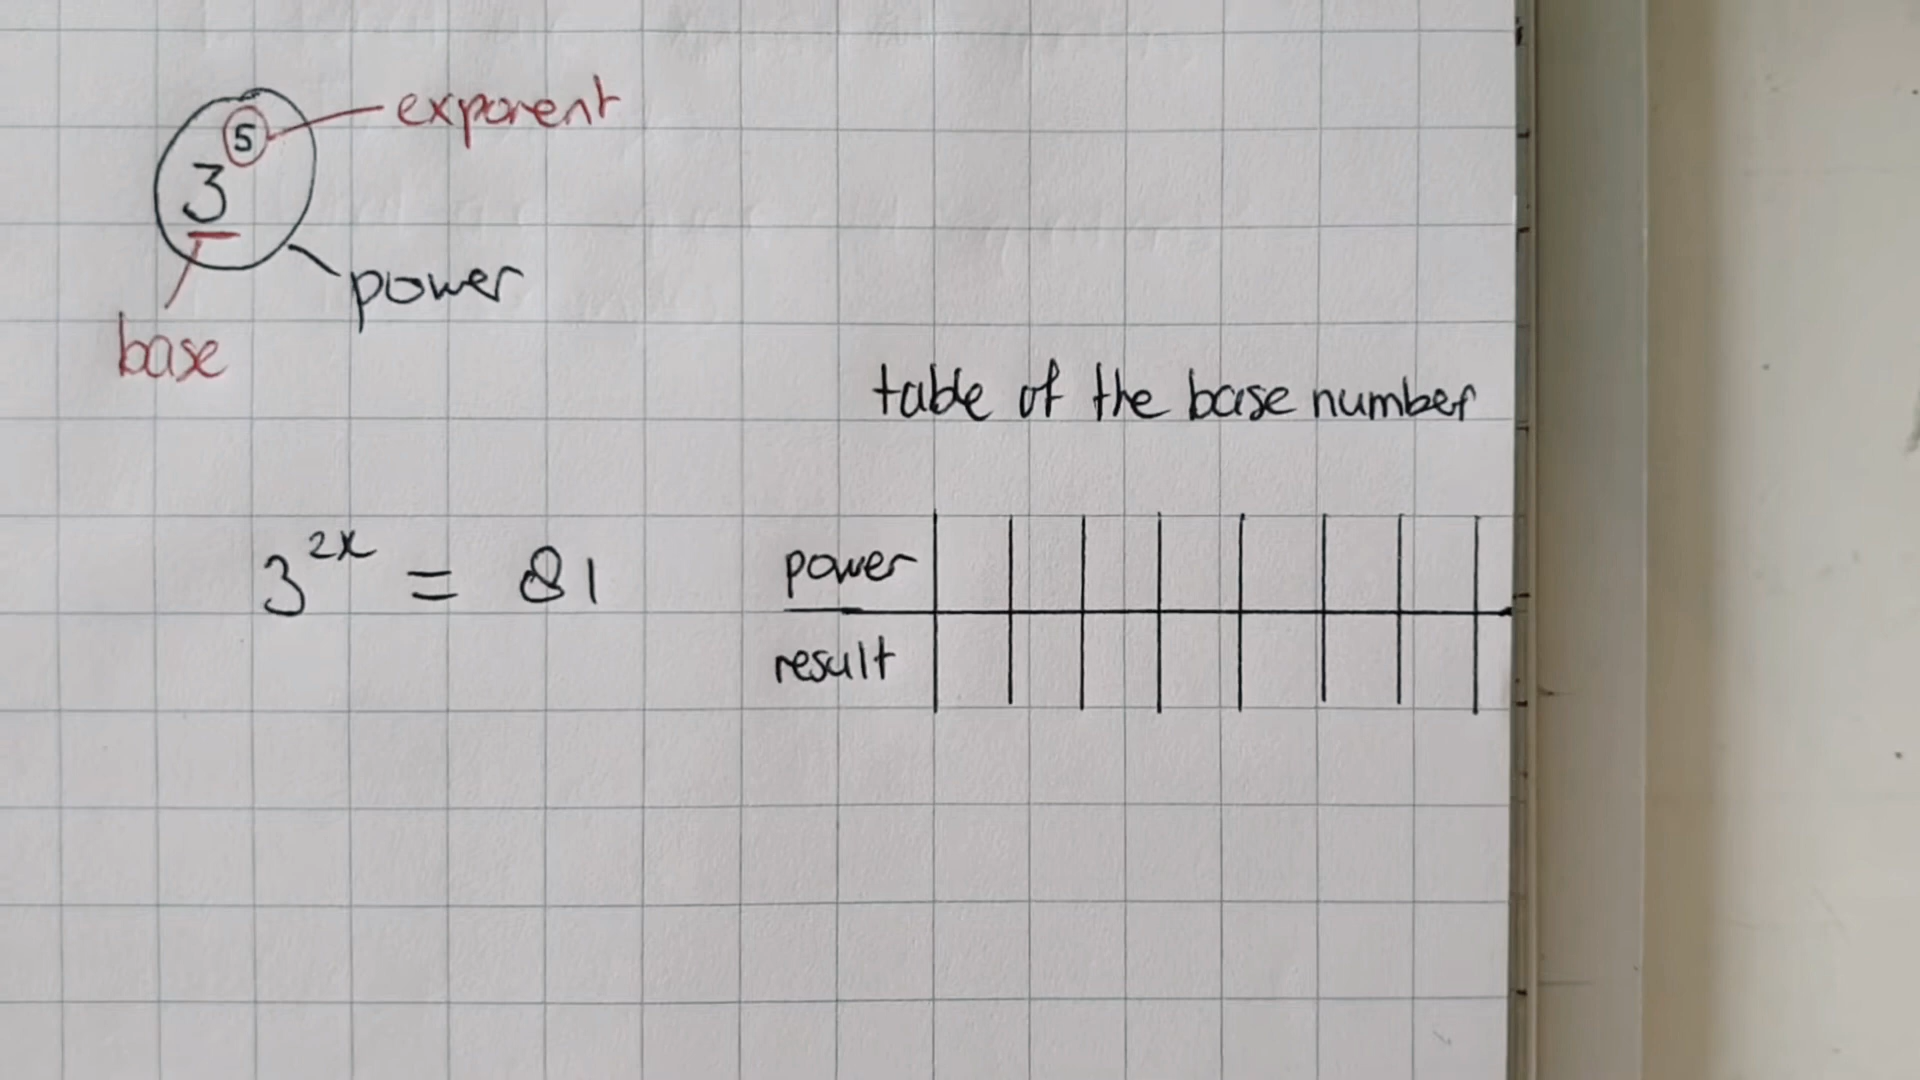 3^5 exponent
power
base
table of the base number
3^2x = 81
power
result